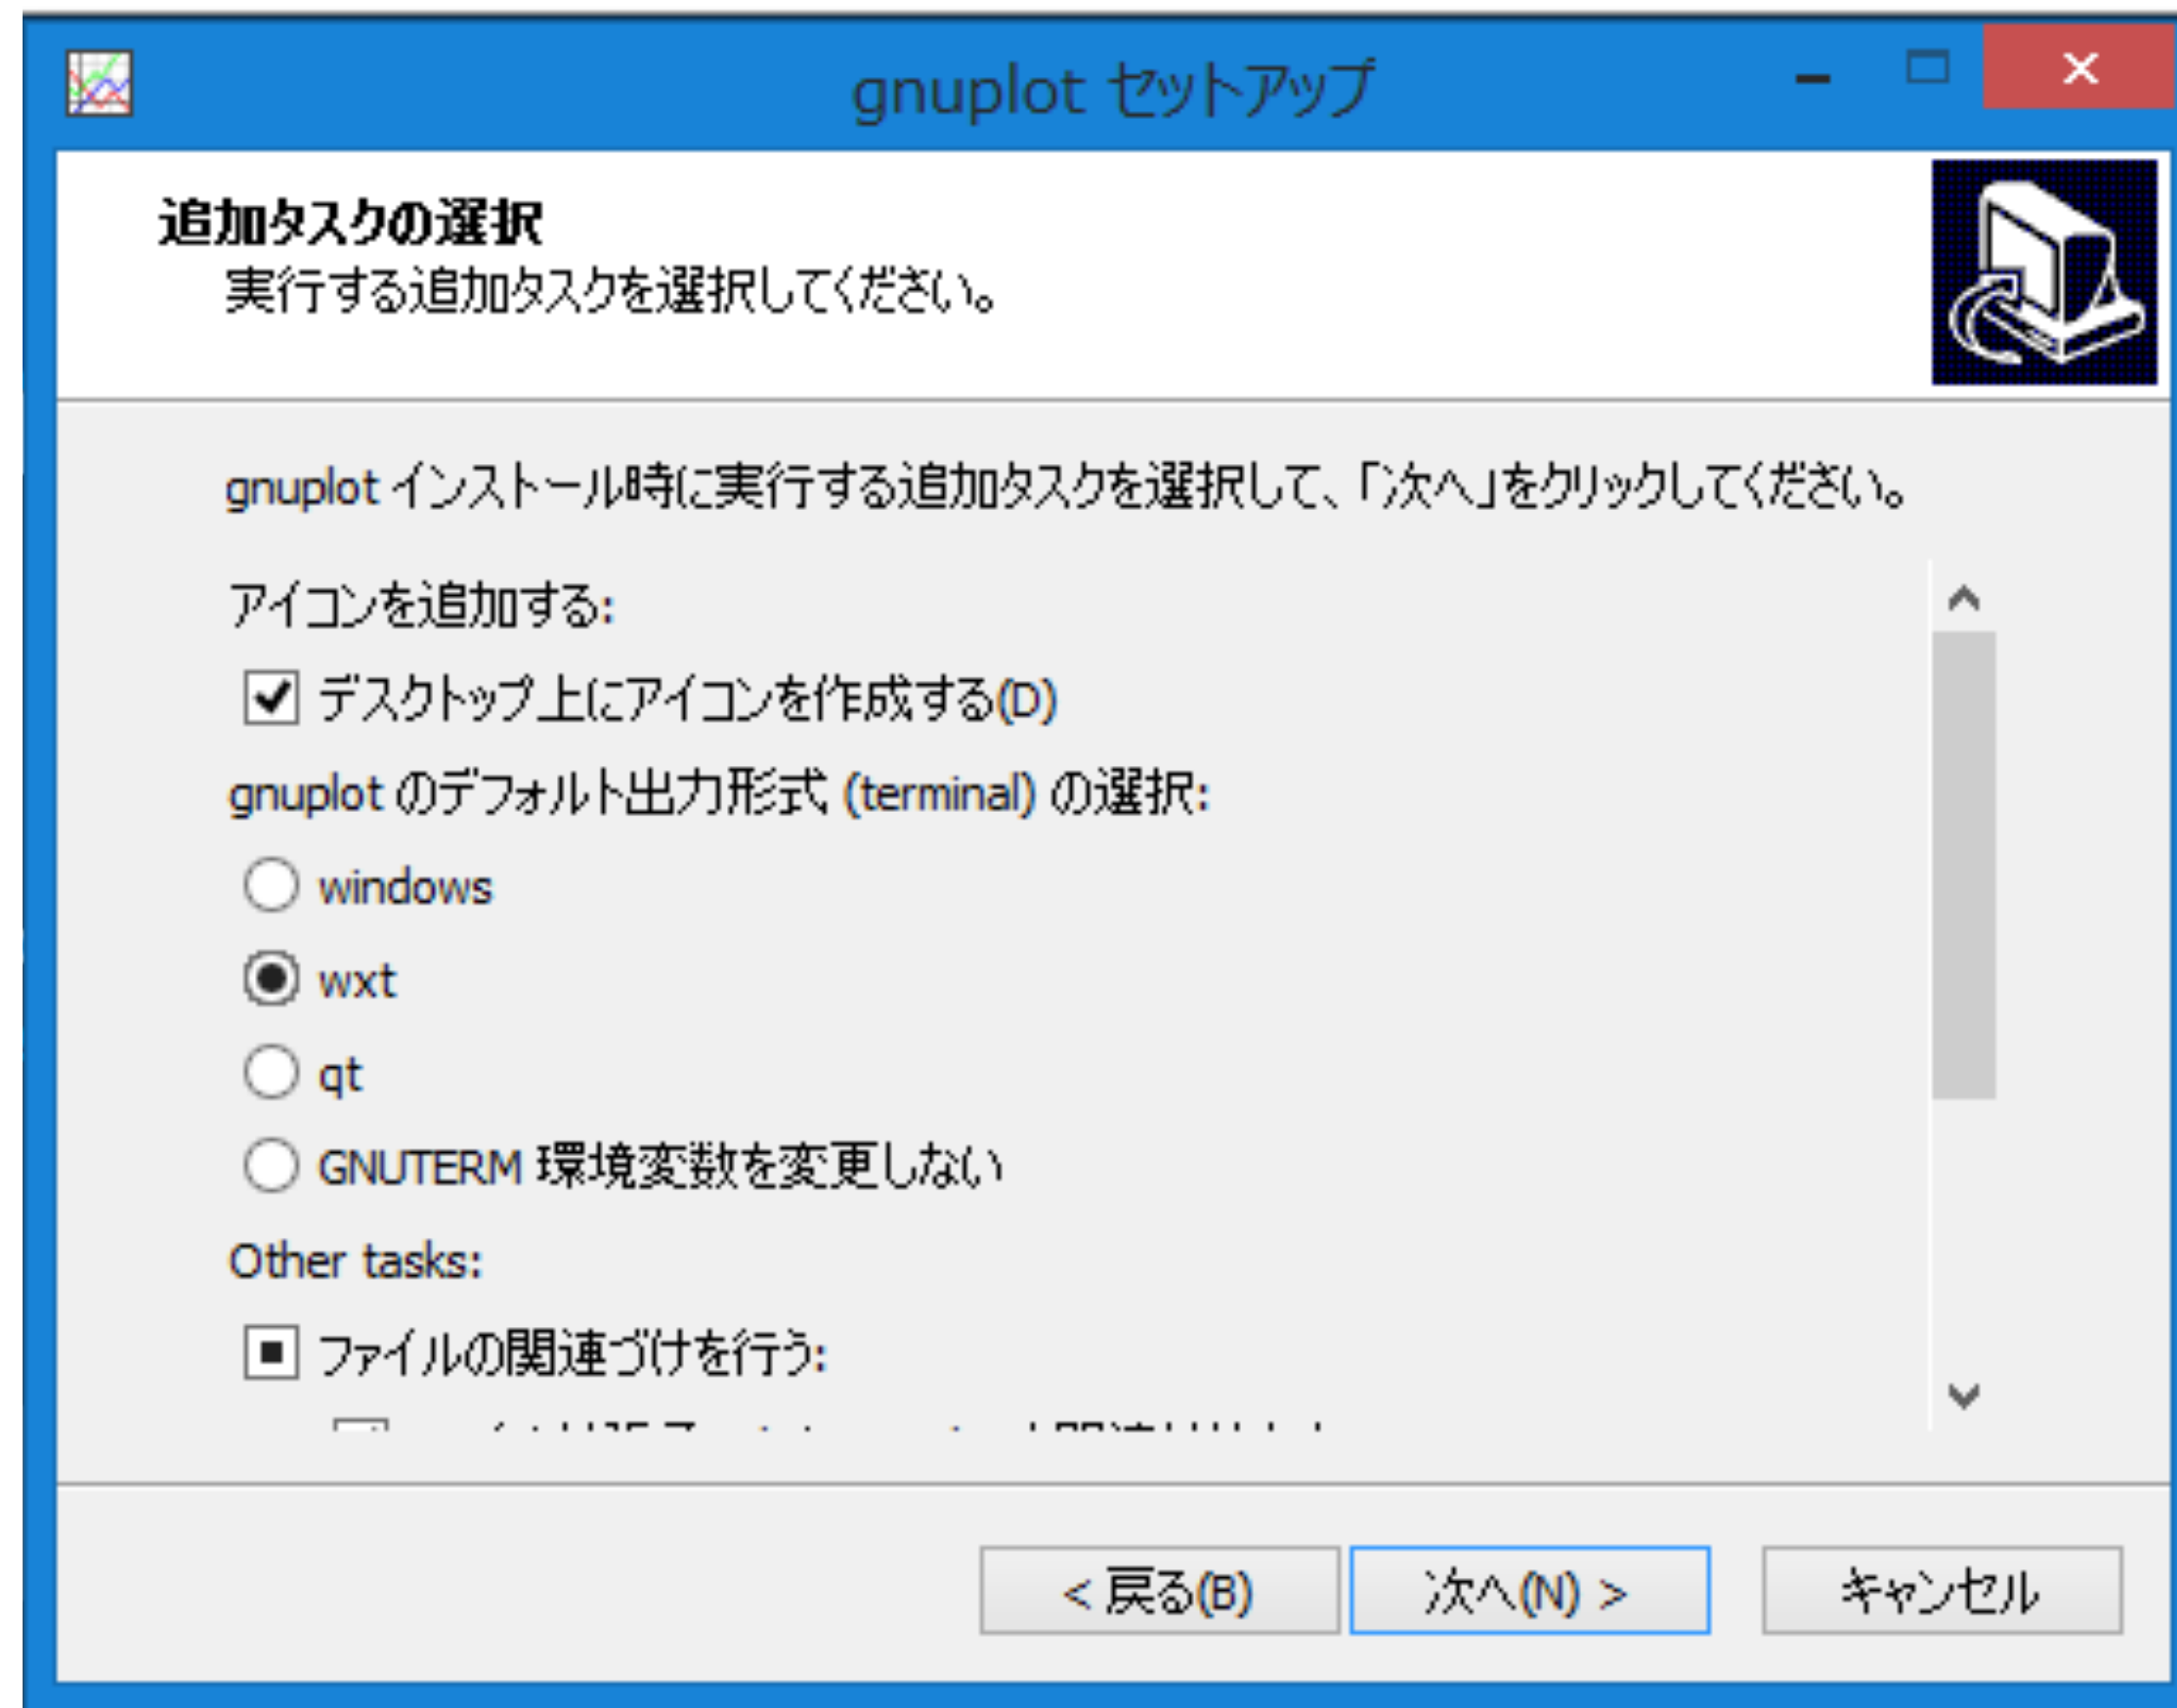 gnuplot セットアップ
追加タスクの選択
実行する追加タスクを選択してください。
gnuplot インストール時に実行する追加タスクを選択して、「次へ」をクリックしてください。
アイコンを追加する:
デスクトップ上にアイコンを作成する(D)
gnuplot のデフォルト出力形式 (terminal) の選択:
windows
wxt
qt
GNUTERM 環境変数を変更しない
Other tasks:
ファイルの関連づけを行う:
< 戻る(B) 次へ(N) > キャンセル